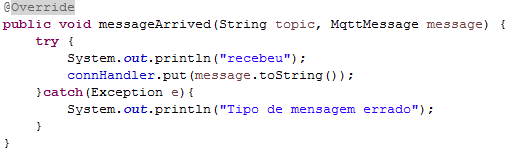 @Override
public void messageArrived(String topic, MqttMessage message) {
    try {
        System.out.println("recebeu");
        connHandler.put(message.toString());
    }catch(Exception e){
        System.out.println("Tipo de mensagem errado");
    }
}